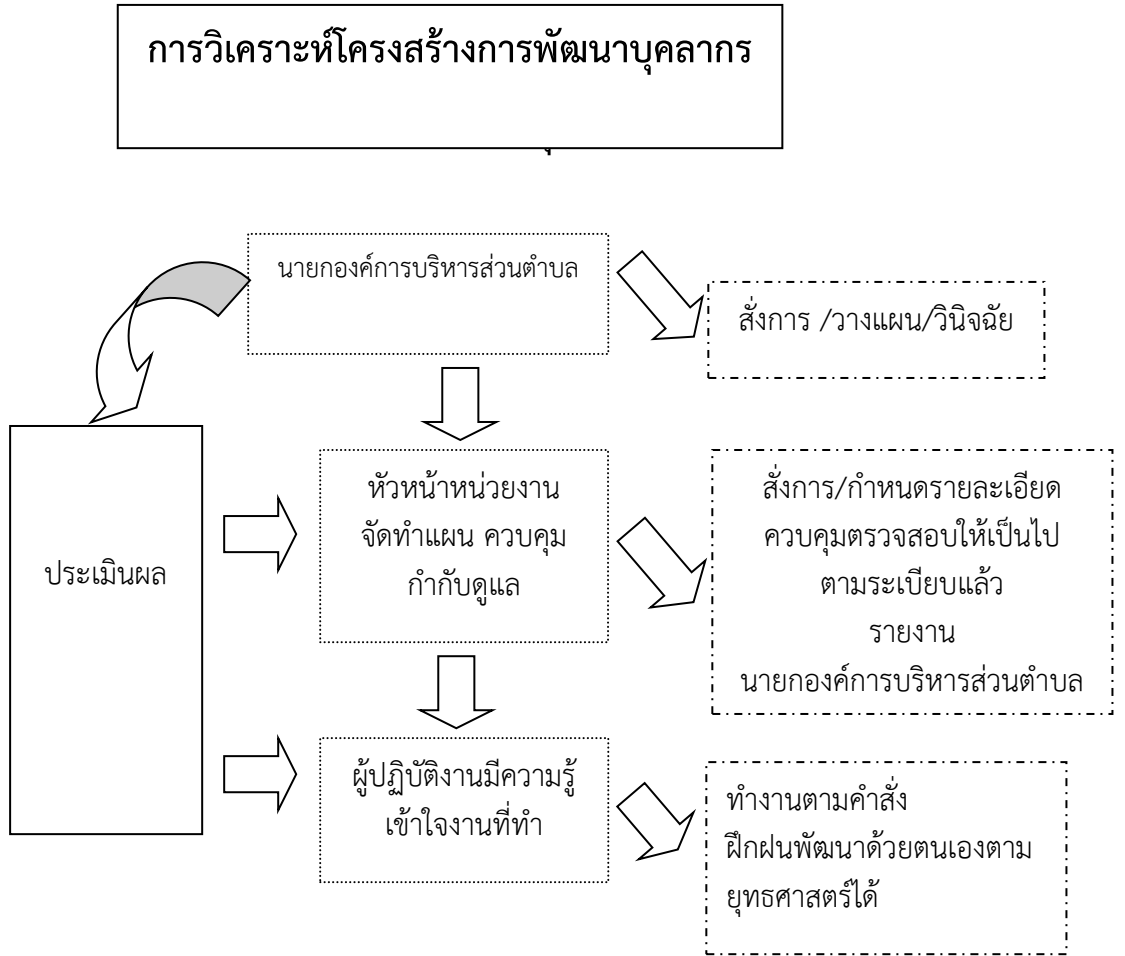 การวิเคราะห์โครงสร้างการพัฒนาบุคลากร
นายกองค์การบริหารส่วนตำบล
สั่งการ /วางแผน/วินิจฉัย
ประเมินผล
หัวหน้าหน่วยงาน
จัดทำแผน ควบคุม
กำกับดูแล
สั่งการ/กำหนดรายละเอียด
ควบคุมตรวจสอบให้เป็นไป
ตามระเบียบแล้ว
รายงาน
นายกองค์การบริหารส่วนตำบล
ผู้ปฏิบัติงานมีความรู้
เข้าใจงานที่ทำ
ทำงานตามคำสั่ง
ฝึกฝนพัฒนาด้วยตนเองตาม
ยุทธศาสตร์ได้